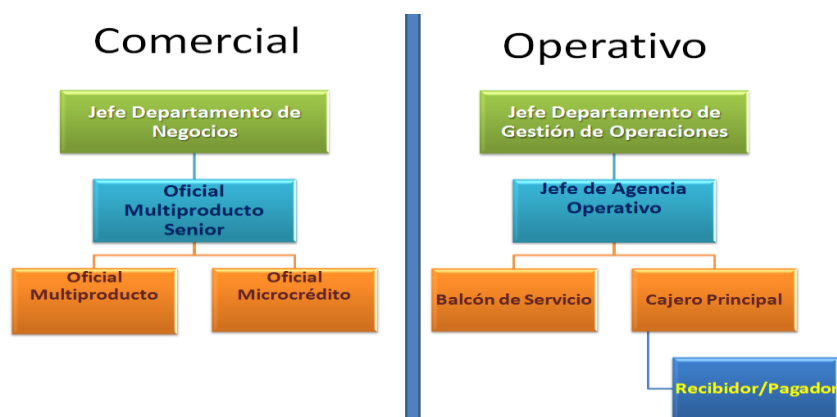 Comercial
Jefe Departamento de
Negocios
Oficial
Multiproducto
Senior
Oficial
Multiproducto
Oficial
Microcrédito
Operativo
Jefe Departamento de
Gestión de Operaciones
Jefe de Agencia
Operativo
Balcón de Servicio
Cajero Principal
Recibidor/Pagador